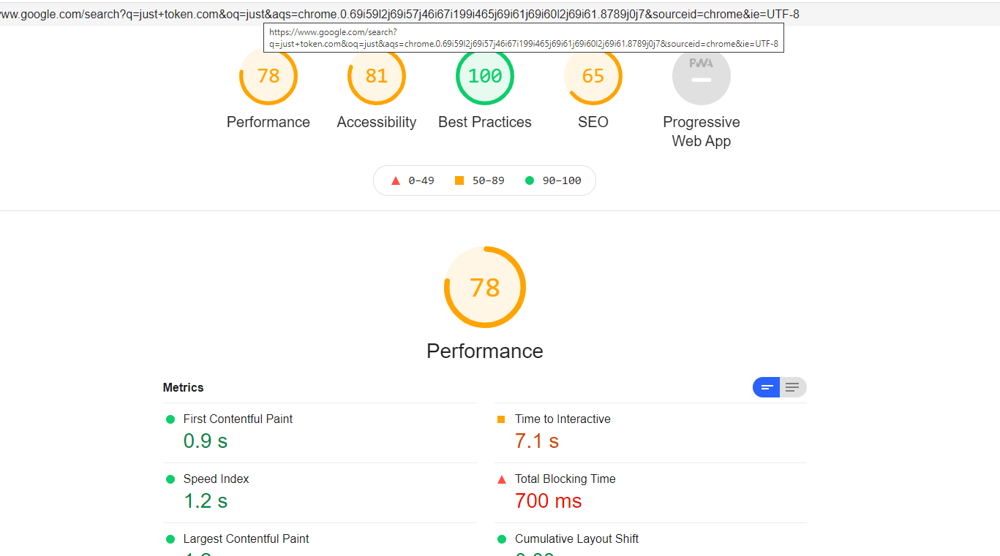 www.google.com/search?q=just+token.com&oq=just&aqs=chrome.0.69i59l2j69i57j46i67i199i465j69i61j69i60l2j69i61.8789j0j7&sourceid=chrome&ie=UTF-8
https://www.google.com/search?
q=just+token.com&oq=just&aqs=chrome.0.69i59l2j69i57j46i67i199i465j69i61j69i60l2j69i61.8789j0j7&sourceid=chrome&ie=UTF-8
78 81 100 65 PWA
Performance Accessibility Best Practices SEO Progressive
Web App
0–49 50–89 90–100
78
Performance
Metrics
First Contentful Paint Time to Interactive
0.9 s 7.1 s
Speed Index Total Blocking Time
1.2 s 700 ms
Largest Contentful Paint Cumulative Layout Shift